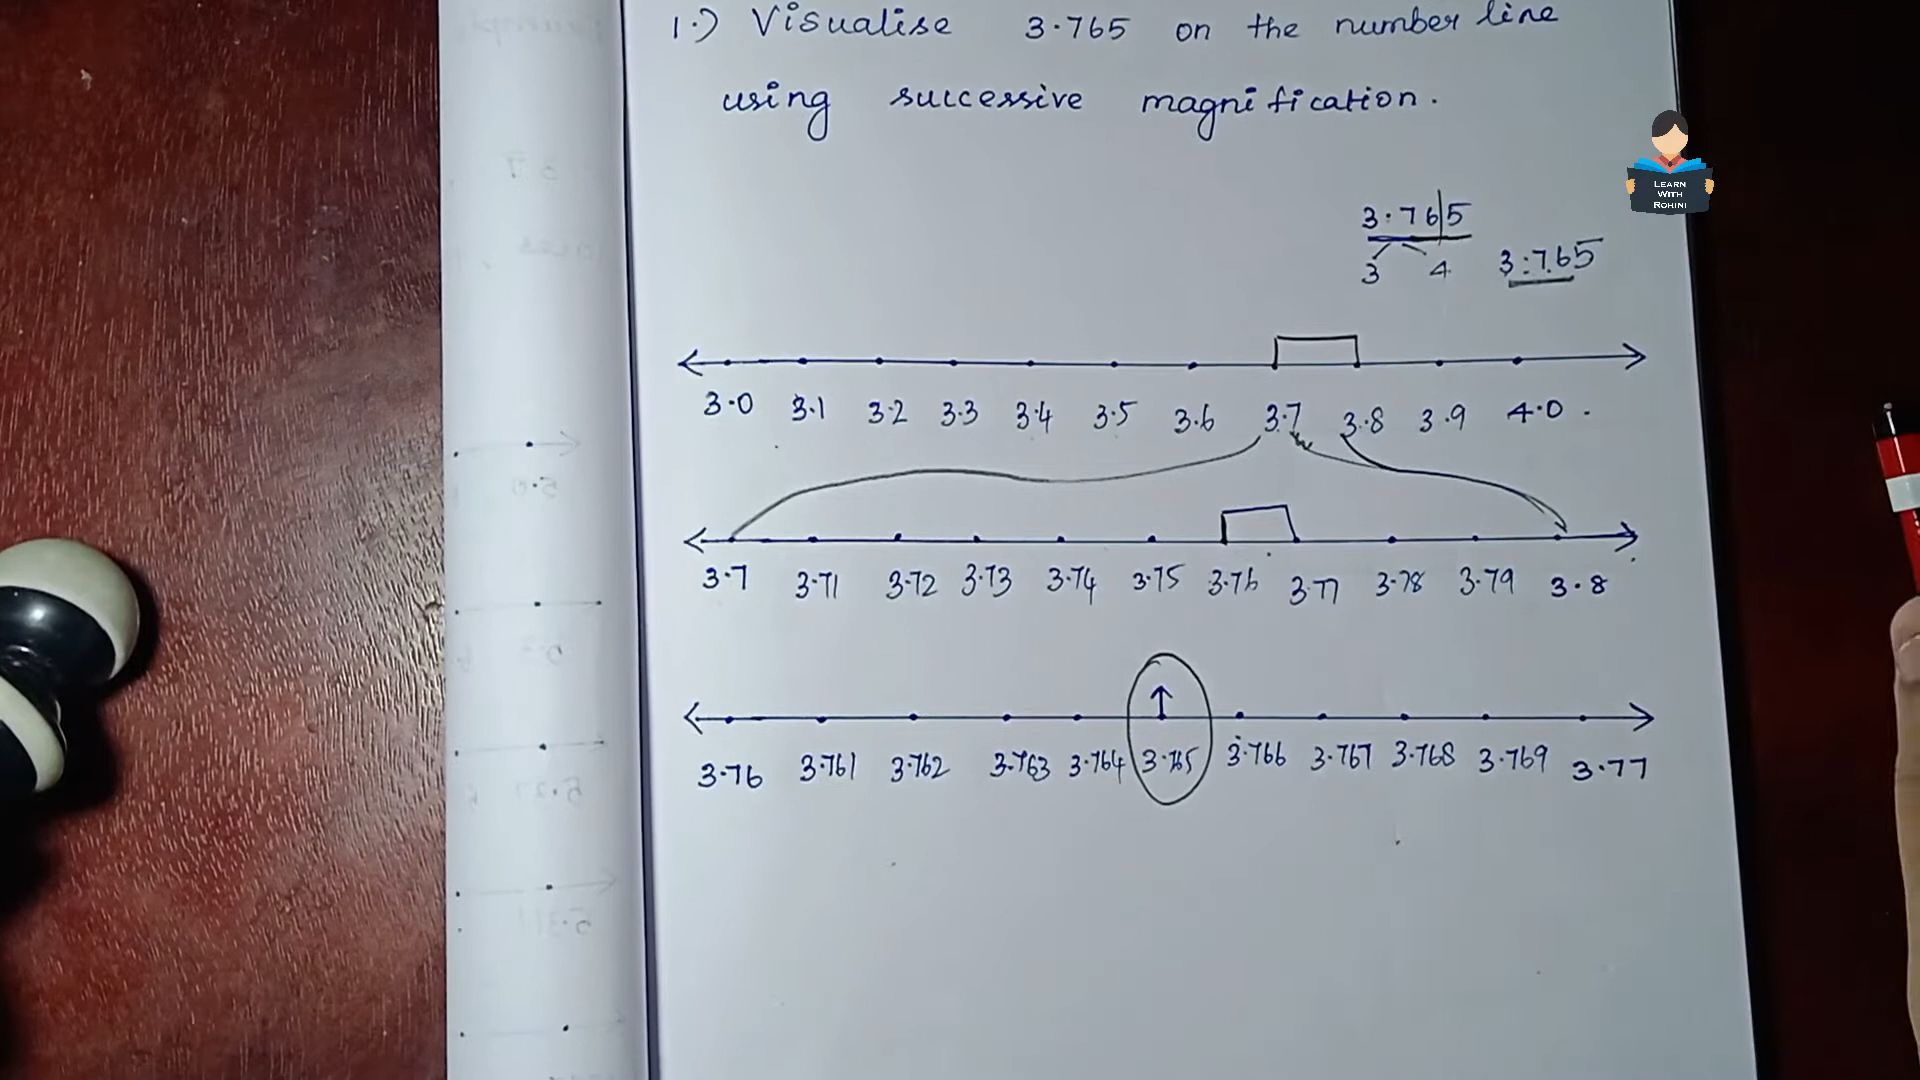 1.) Visualise 3.765 on the number line
using successive magnification.
LEARN
WITH
ROHINI
3.765
3 4
3.765
3.0 3.1 3.2 3.3 3.4 3.5 3.6 3.7 3.8 3.9 4.0
3.7 3.71 3.72 3.73 3.74 3.75 3.76 3.77 3.78 3.79 3.8
3.76 3.761 3.762 3.763 3.764 3.765 3.766 3.767 3.768 3.769 3.77